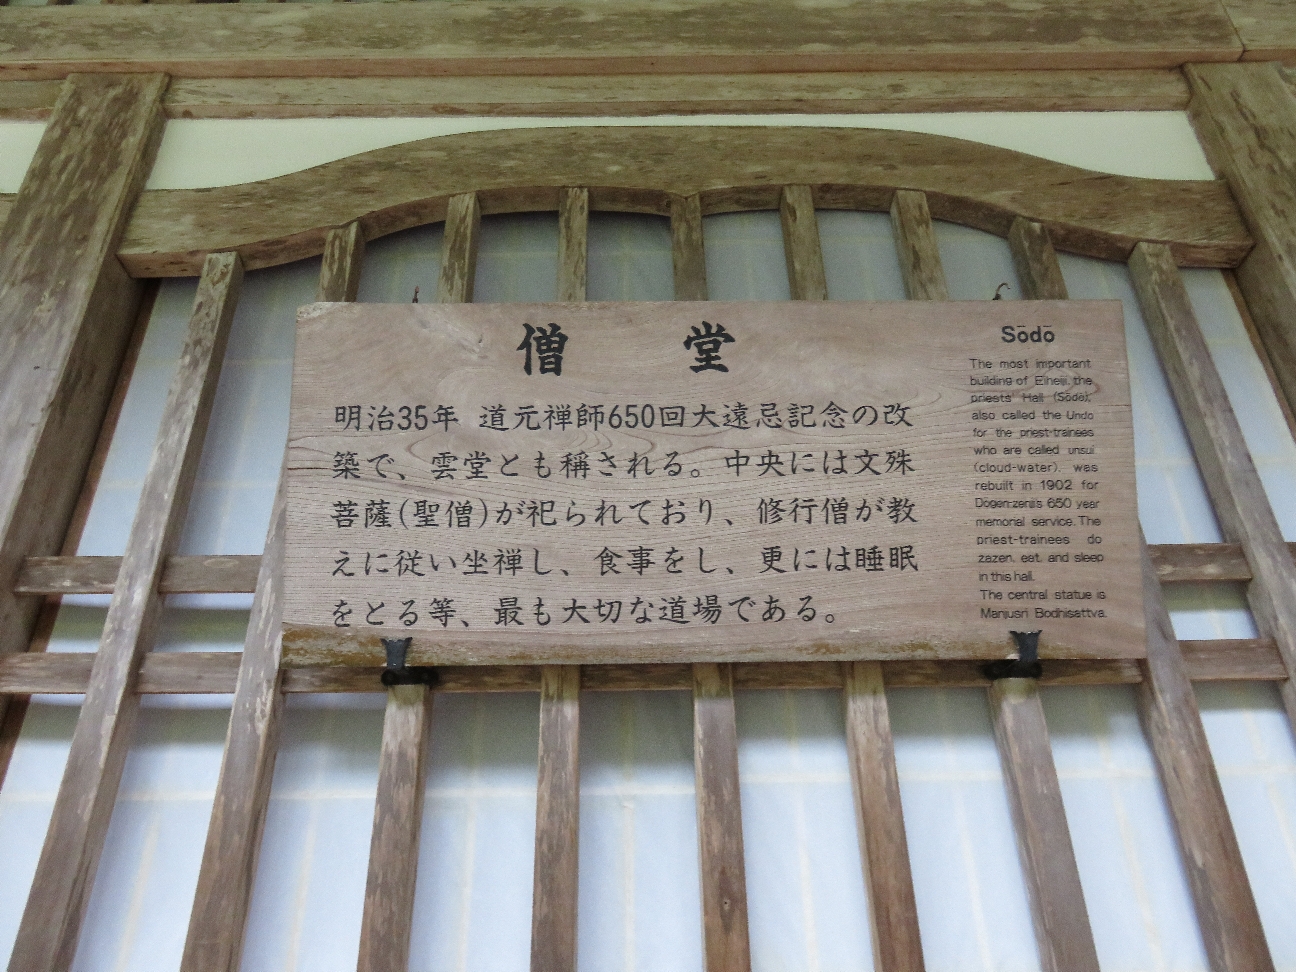 僧 堂
明治35年 道元禅師650回大遠忌記念の改
築で、雲堂とも稱される。中央には文殊
菩薩(聖僧)が祀られており、修行僧が教
えに従い坐禅し、食事をし、更には睡眠
をとる等、最も大切な道場である。
Sōdō
The most important
building of Eiheiji, the
priests' Hall (Sōdō),
also called the Undo
for the priest-trainees
who are called unsui
(cloud-water), was
rebuilt in 1902 for
Dōgen-zenji's 650 year
memorial service. The
priest-trainees do
zazen, eat, and sleep
in this hall.
The central statue is
Manjusri Bodhisattva.